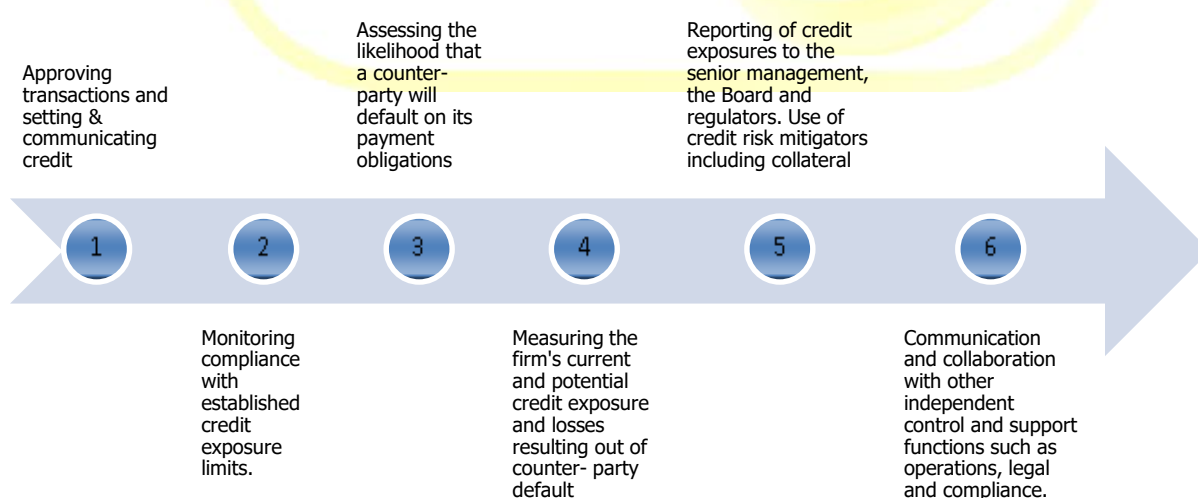 Approving
transactions and
setting &
communicating
credit
1
Monitoring
compliance
with
established
credit
exposure
limits.
2
Assessing the
likelihood that
a counter-
party will
default on its
payment
obligations
3
Measuring the
firm's current
and potential
credit exposure
and losses
resulting out of
counter- party
default
4
Reporting of credit
exposures to the
senior management,
the Board and
regulators. Use of
credit risk mitigators
including collateral
5
Communication
and collaboration
with other
independent
control and support
functions such as
operations, legal
and compliance.
6